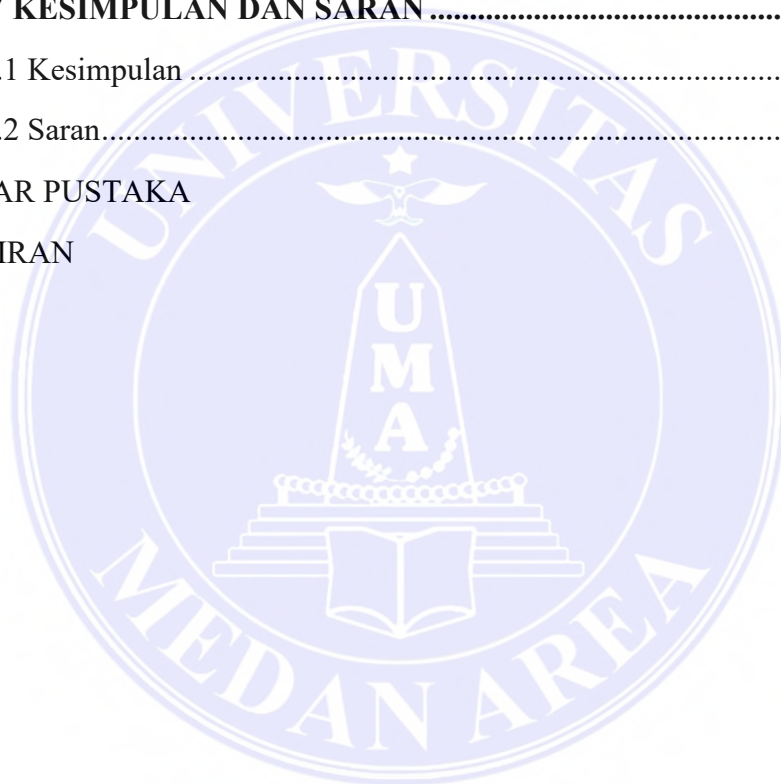 KESIMPULAN DAN SARAN ................................................
.1 Kesimpulan ................................................................................
.2 Saran...........................................................................................
AR PUSTAKA
IRAN
UNIVERSITAS
U
M
A
MEDAN AREA